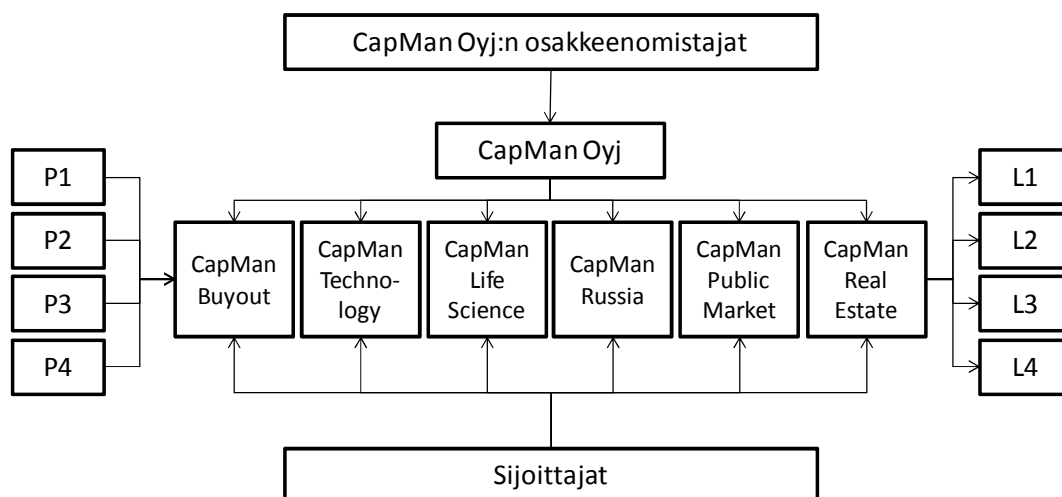 CapMan Oyj:n osakkeenomistajat
CapMan Oyj
P1
P2
P3
P4
CapMan
Buyout
CapMan
Techno-
logy
CapMan
Life
Science
CapMan
Russia
CapMan
Public
Market
CapMan
Real
Estate
L1
L2
L3
L4
Sijoittajat